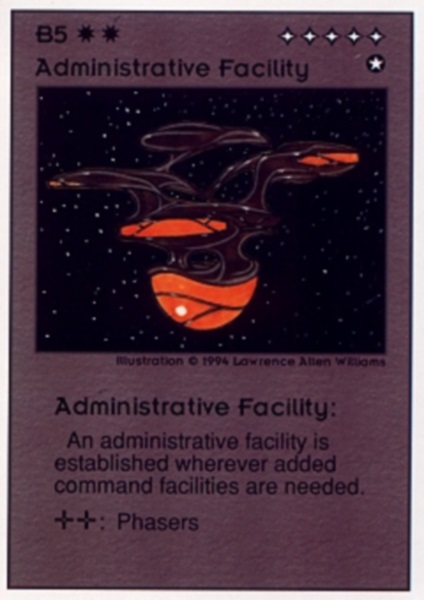 B5
Administrative Facility
Illustration © 1994 Lawrence Allen Williams
Administrative Facility:
An administrative facility is
established wherever added
command facilities are needed.
: Phasers